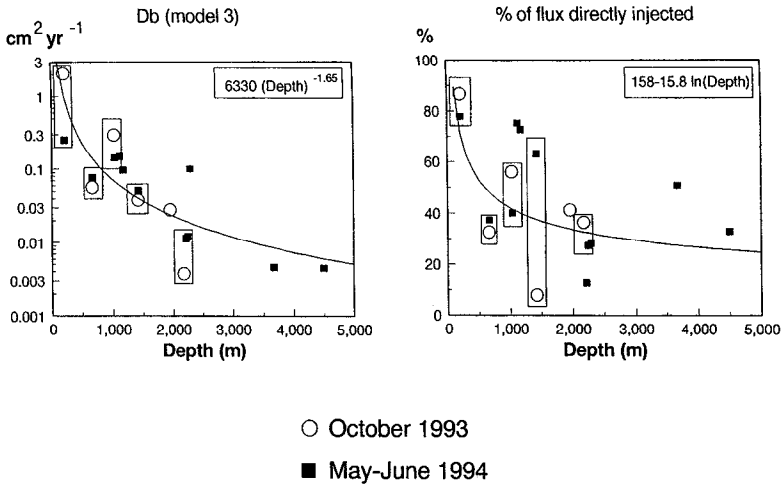 Db (model 3)
cm² yr ⁻¹
3
1
0.3
0.1
0.03
0.01
0.003
0.001
6330 (Depth) ⁻¹·⁶⁵
0 1,000 2,000 3,000 4,000 5,000
Depth (m)
% of flux directly injected
%
100
80
60
40
20
0
158-15.8 ln(Depth)
0 1,000 2,000 3,000 4,000 5,000
Depth (m)
October 1993
May-June 1994